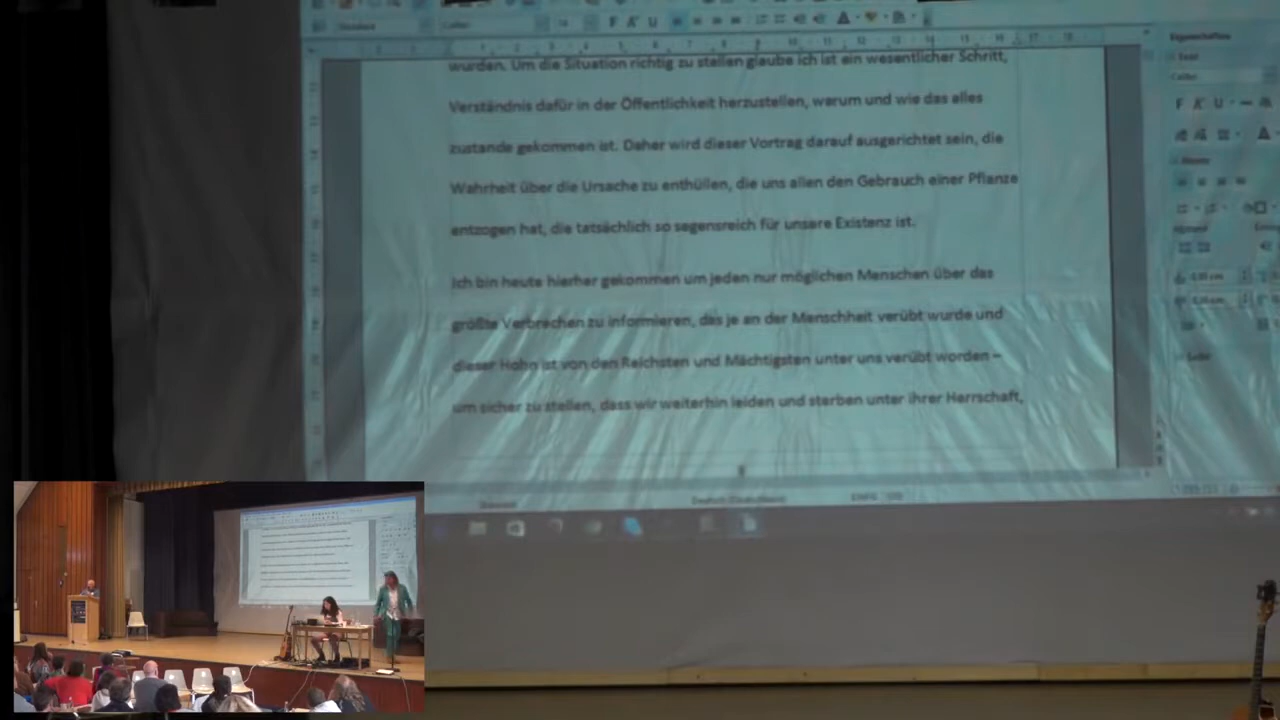 wurden. Um die Situation richtig zu stellen glaube ich ist ein wesentlicher Schritt,
Verständnis dafür in der Öffentlichkeit herzustellen, warum und wie das alles
zustande gekommen ist. Daher wird dieser Vortrag darauf ausgerichtet sein, die
Wahrheit über die Ursache zu enthüllen, die uns allen den Gebrauch einer Pflanze
entzogen hat, die tatsächlich so segensreich für unsere Existenz ist.
Ich bin heute hierher gekommen um jeden nur möglichen Menschen über das
größte Verbrechen zu informieren, das je an der Menschheit verübt wurde und
dieser Hohn ist von den Reichsten und Mächtigsten unter uns verübt worden –
um sicher zu stellen, dass wir weiterhin leiden und sterben unter ihrer Herrschaft,